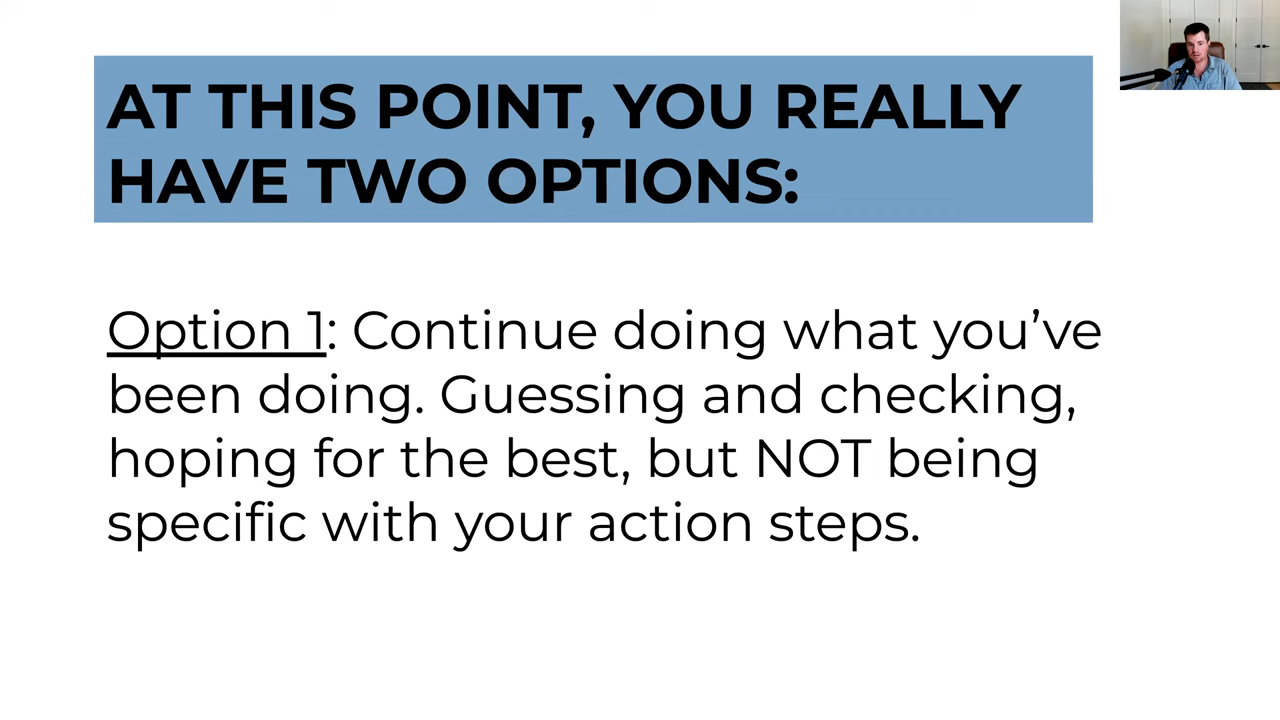 AT THIS POINT, YOU REALLY
HAVE TWO OPTIONS:
Option 1: Continue doing what you’ve
been doing. Guessing and checking,
hoping for the best, but NOT being
specific with your action steps.